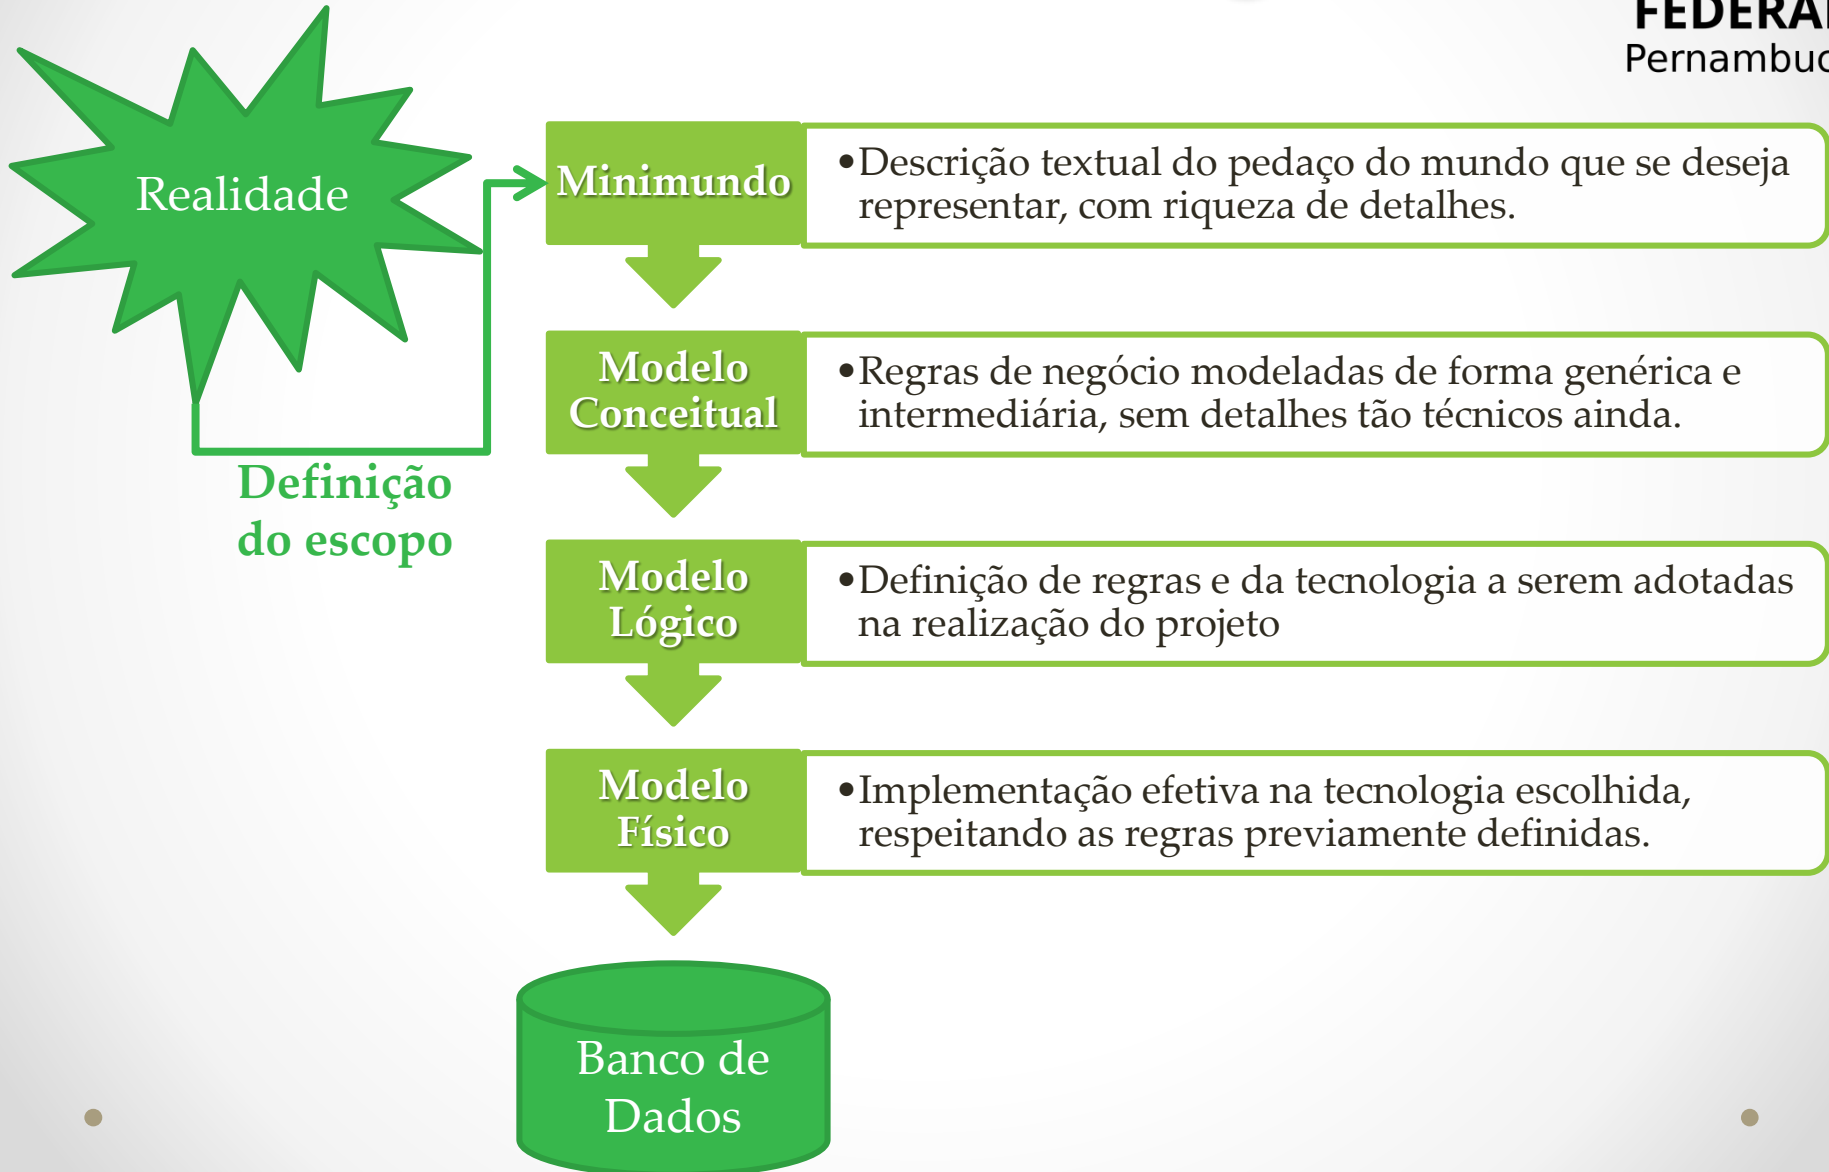 FEDERAL
Pernambuco
Realidade
Minimundo
•Descrição textual do pedaço do mundo que se deseja
representar, com riqueza de detalhes.
Modelo
Conceitual
•Regras de negócio modeladas de forma genérica e
intermediária, sem detalhes tão técnicos ainda.
Definição
do escopo
Modelo
Lógico
•Definição de regras e da tecnologia a serem adotadas
na realização do projeto
Modelo
Físico
•Implementação efetiva na tecnologia escolhida,
respeitando as regras previamente definidas.
Banco de
Dados